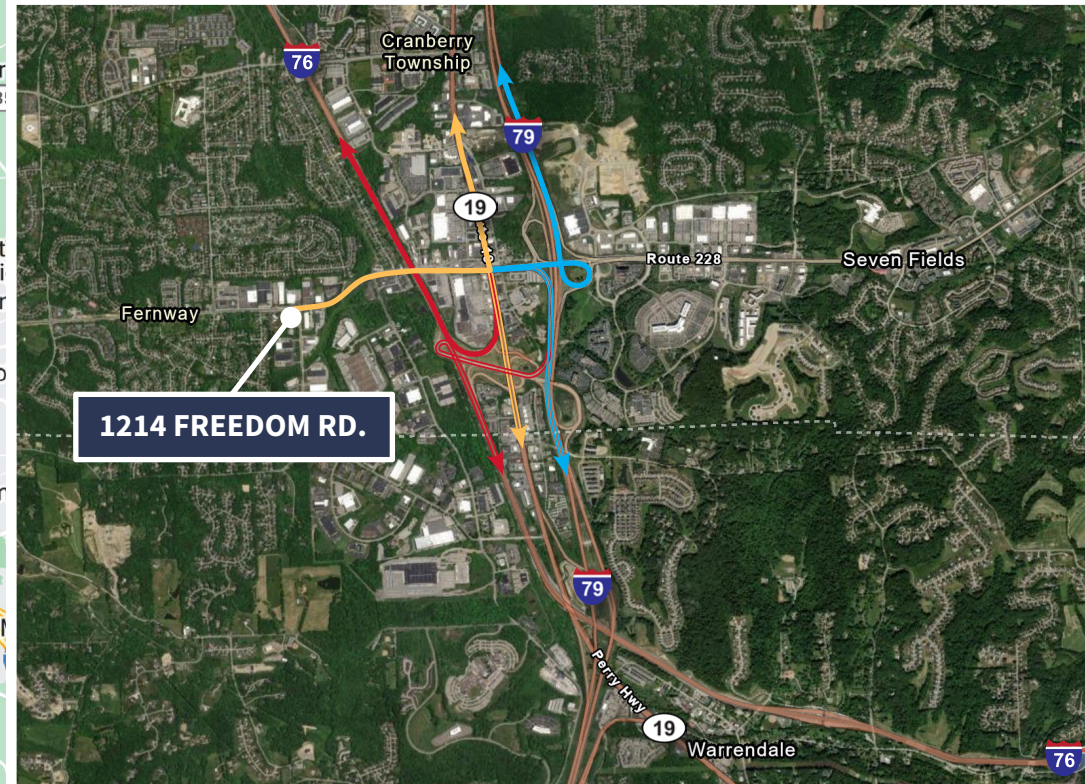 Cranberry
Township
76
79
19
Route 228
Seven Fields
Fernway
1214 FREEDOM RD.
79
Perry Hwy
19
Warrendale
76